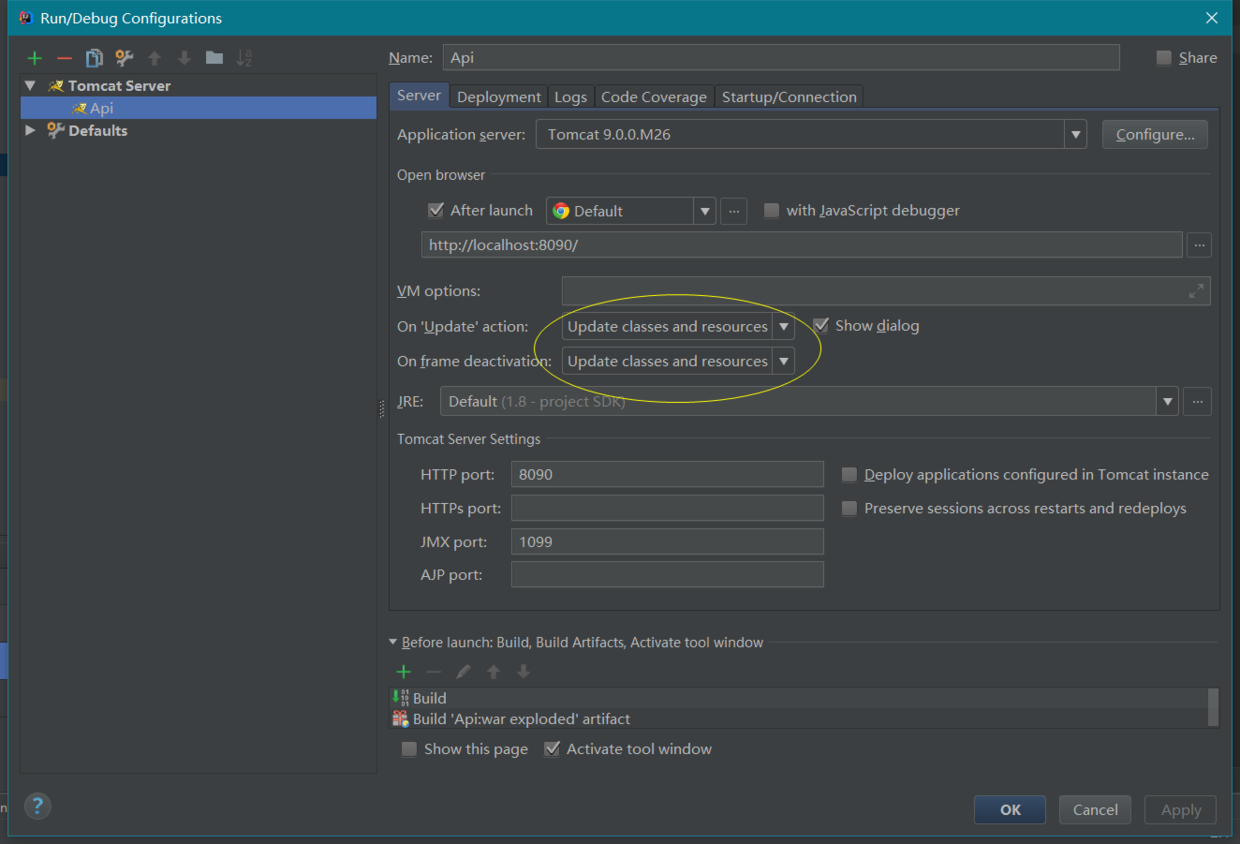 Run/Debug Configurations
Tomcat Server
Api
Defaults
Name: Api
Share
Server Deployment Logs Code Coverage Startup/Connection
Application server: Tomcat 9.0.0.M26 Configure...
Open browser
After launch Default ... with JavaScript debugger
http://localhost:8090/ ...
VM options:
On 'Update' action: Update classes and resources Show dialog
On frame deactivation: Update classes and resources
JRE: Default (1.8 - project SDK) ...
Tomcat Server Settings
HTTP port: 8090 Deploy applications configured in Tomcat instance
HTTPs port: Preserve sessions across restarts and redeploys
JMX port: 1099
AJP port:
Before launch: Build, Build Artifacts, Activate tool window
Build
Build 'Api:war exploded' artifact
Show this page Activate tool window
? OK Cancel Apply